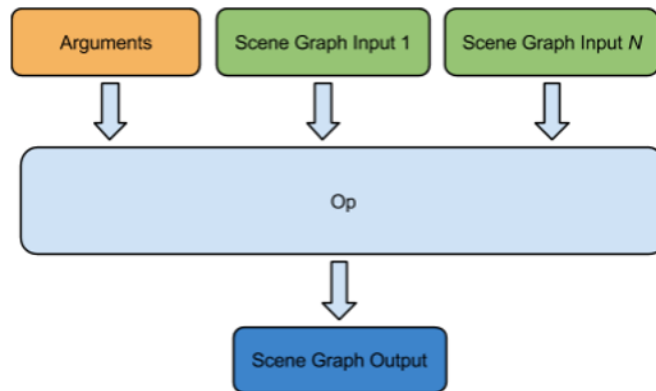 Arguments
Scene Graph Input 1
Scene Graph Input N
Op
Scene Graph Output